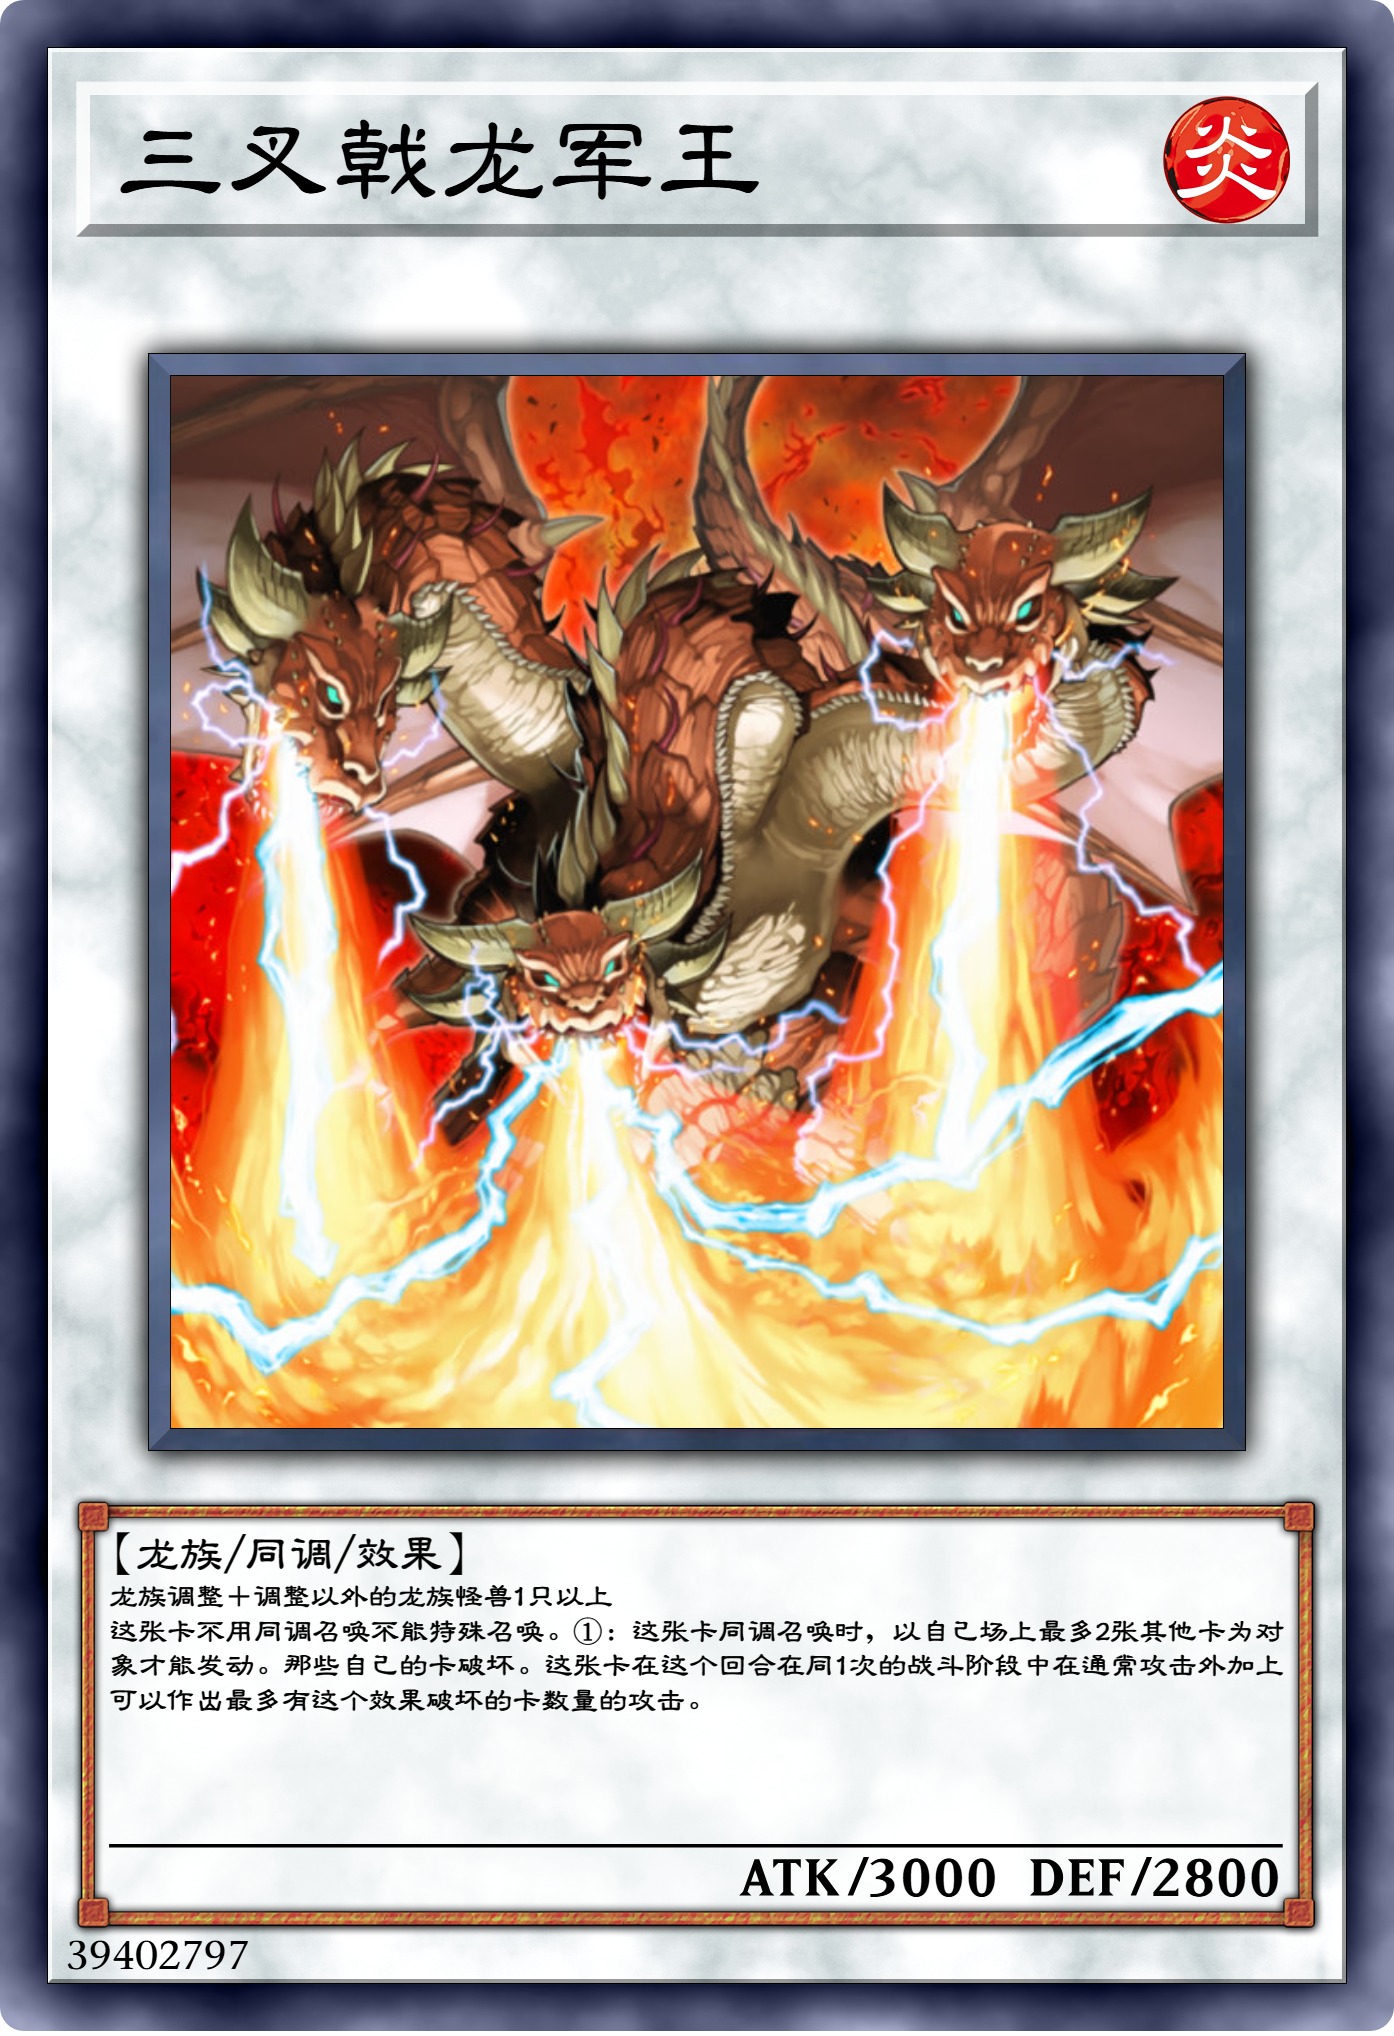 三叉戟龙军王
炎
【龙族/同调/效果】
龙族调整＋调整以外的龙族怪兽1只以上
这张卡不用同调召唤不能特殊召唤。①：这张卡同调召唤时，以自己场上最多2张其他卡为对
象才能发动。那些自己的卡破坏。这张卡在这个回合在同1次的战斗阶段中在通常攻击外加上
可以作出最多有这个效果破坏的卡数量的攻击。
ATK/3000 DEF/2800
39402797